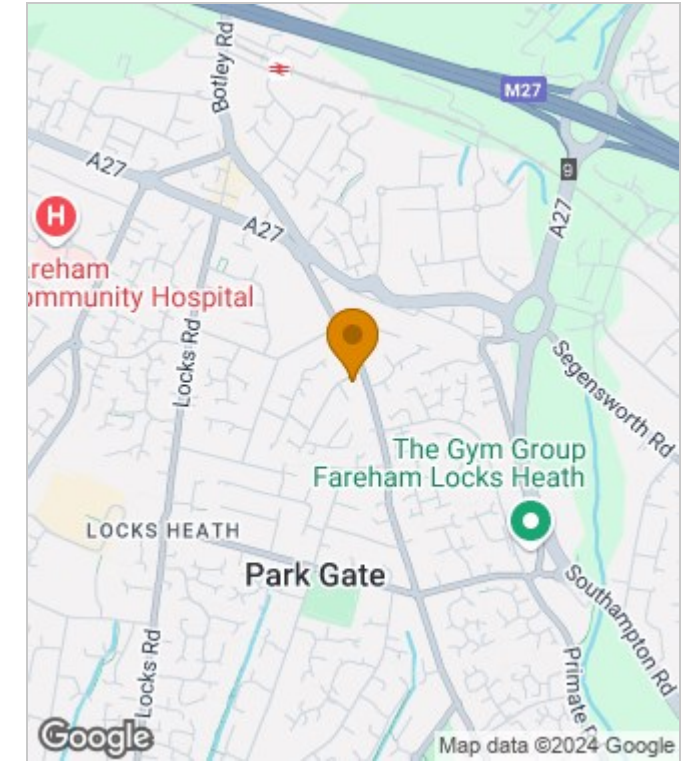 Botley Rd
M27
A27
9
A27
H
A27
areham
ommunity Hospital
Locks Rd
Segensworth Rd
The Gym Group
Fareham Locks Heath
LOCKS HEATH
Park Gate
Southampton Rd
Locks Rd
Primate R
Google
Map data ©2024 Google